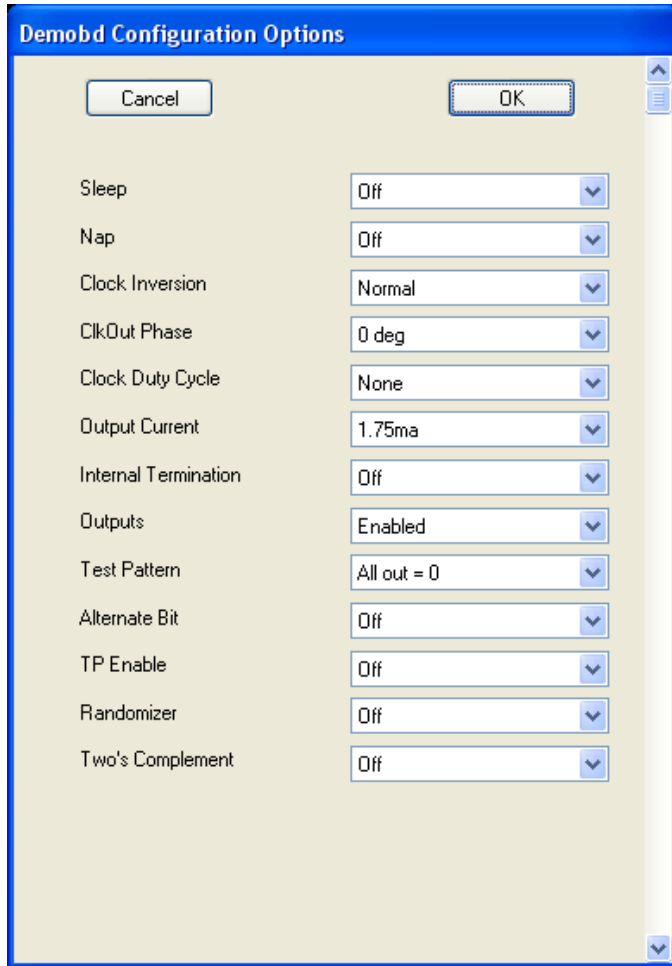 Demobd Configuration Options
Cancel OK
Sleep Off
Nap Off
Clock Inversion Normal
ClkOut Phase 0 deg
Clock Duty Cycle None
Output Current 1.75ma
Internal Termination Off
Outputs Enabled
Test Pattern All out = 0
Alternate Bit Off
TP Enable Off
Randomizer Off
Two's Complement Off